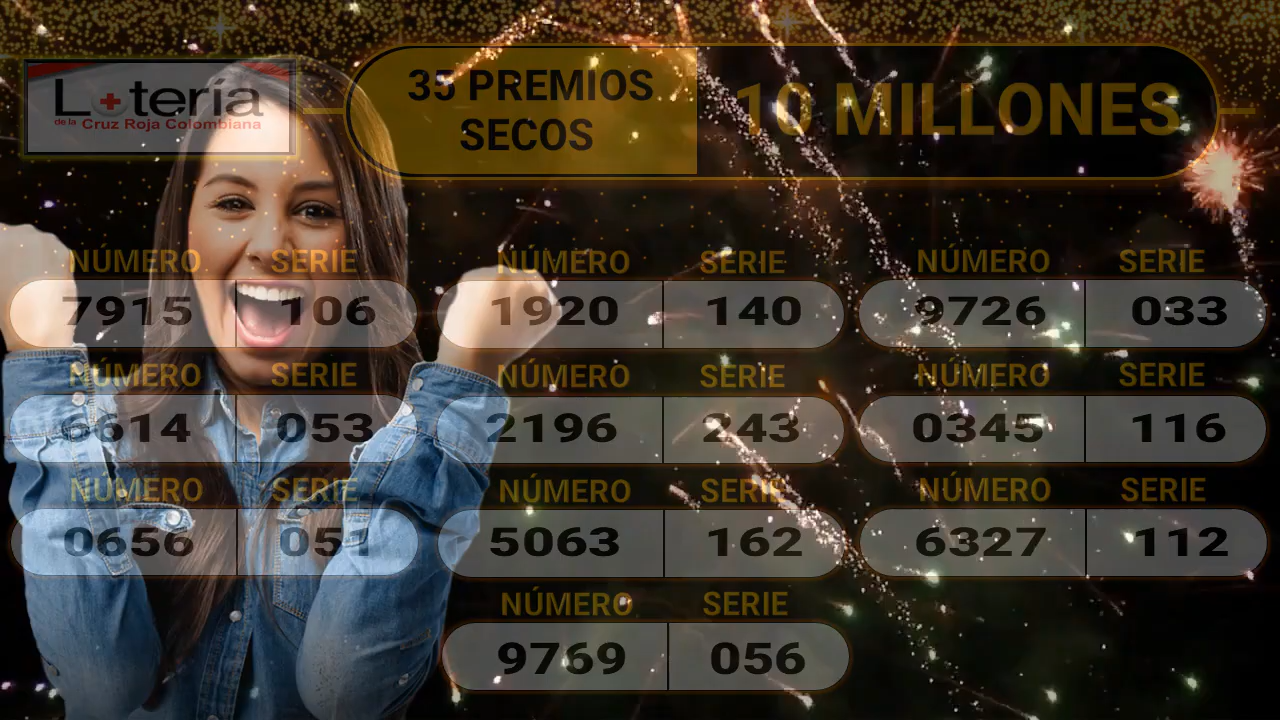 Lotería
de la Cruz Roja Colombiana
35 PREMIOS
SECOS
10 MILLONES
NÚMERO SERIE NÚMERO SERIE NÚMERO SERIE
7915 106 1920 140 9726 033
NÚMERO SERIE NÚMERO SERIE NÚMERO SERIE
6614 053 2196 243 0345 116
NÚMERO SERIE NÚMERO SERIE NÚMERO SERIE
0656 051 5063 162 6327 112
NÚMERO SERIE
9769 056